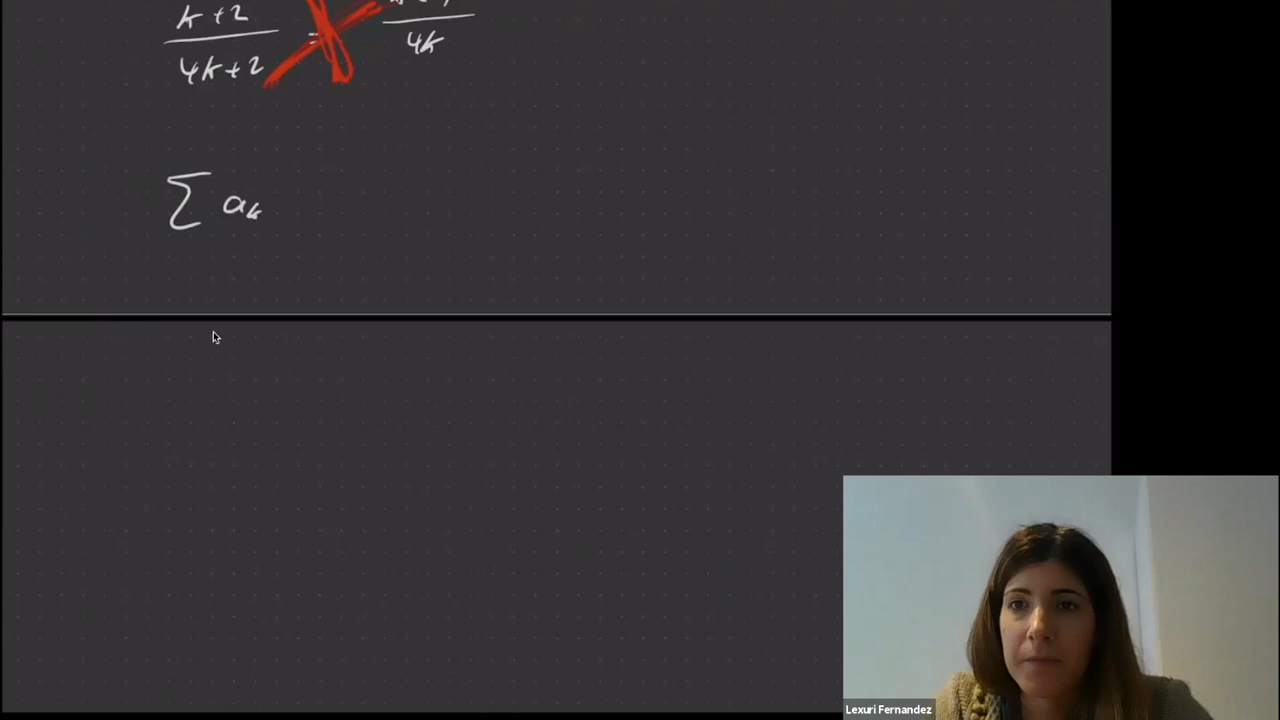 k+2
4k+2 =
4k
Σ ak
Lexuri Fernandez